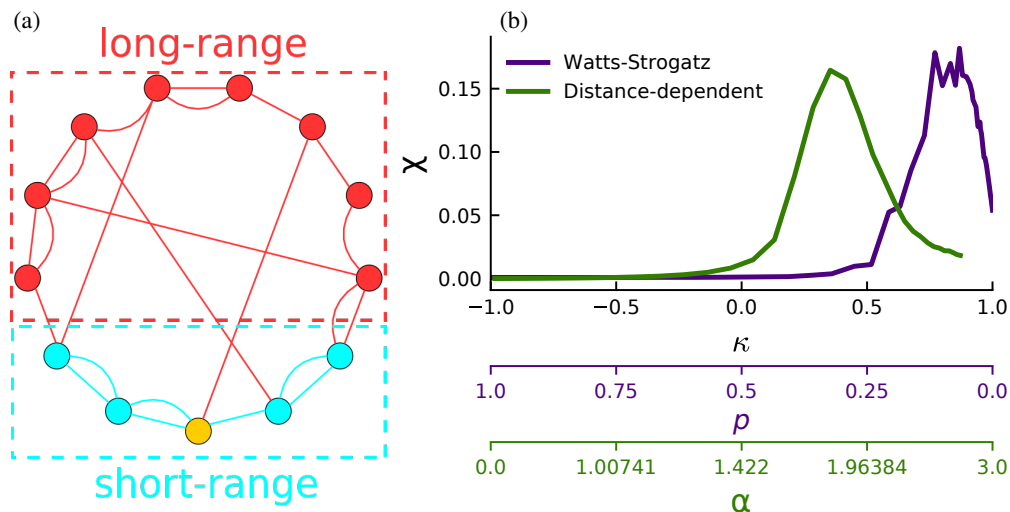 (a)
long-range
short-range
(b)
Watts-Strogatz
Distance-dependent
χ
0.15
0.10
0.05
0.00
−1.0 −0.5 0.0 0.5 1.0
κ
1.0 0.75 0.5 0.25 0.0
p
0.0 1.00741 1.422 1.96384 3.0
α